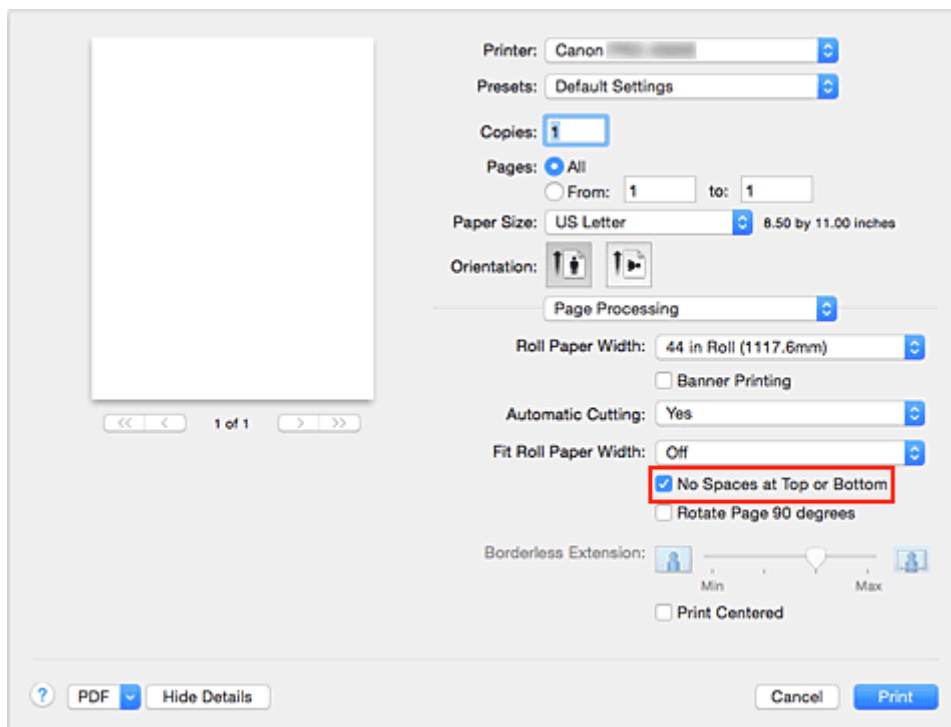 Printer: Canon
Presets: Default Settings
Copies: 1
Pages: All
From: 1 to: 1
Paper Size: US Letter 8.50 by 11.00 inches
Orientation:
Page Processing
Roll Paper Width: 44 in Roll (1117.6mm)
Banner Printing
1 of 1
Automatic Cutting: Yes
Fit Roll Paper Width: Off
No Spaces at Top or Bottom
Rotate Page 90 degrees
Borderless Extension:
Min Max
Print Centered
? PDF Hide Details Cancel Print